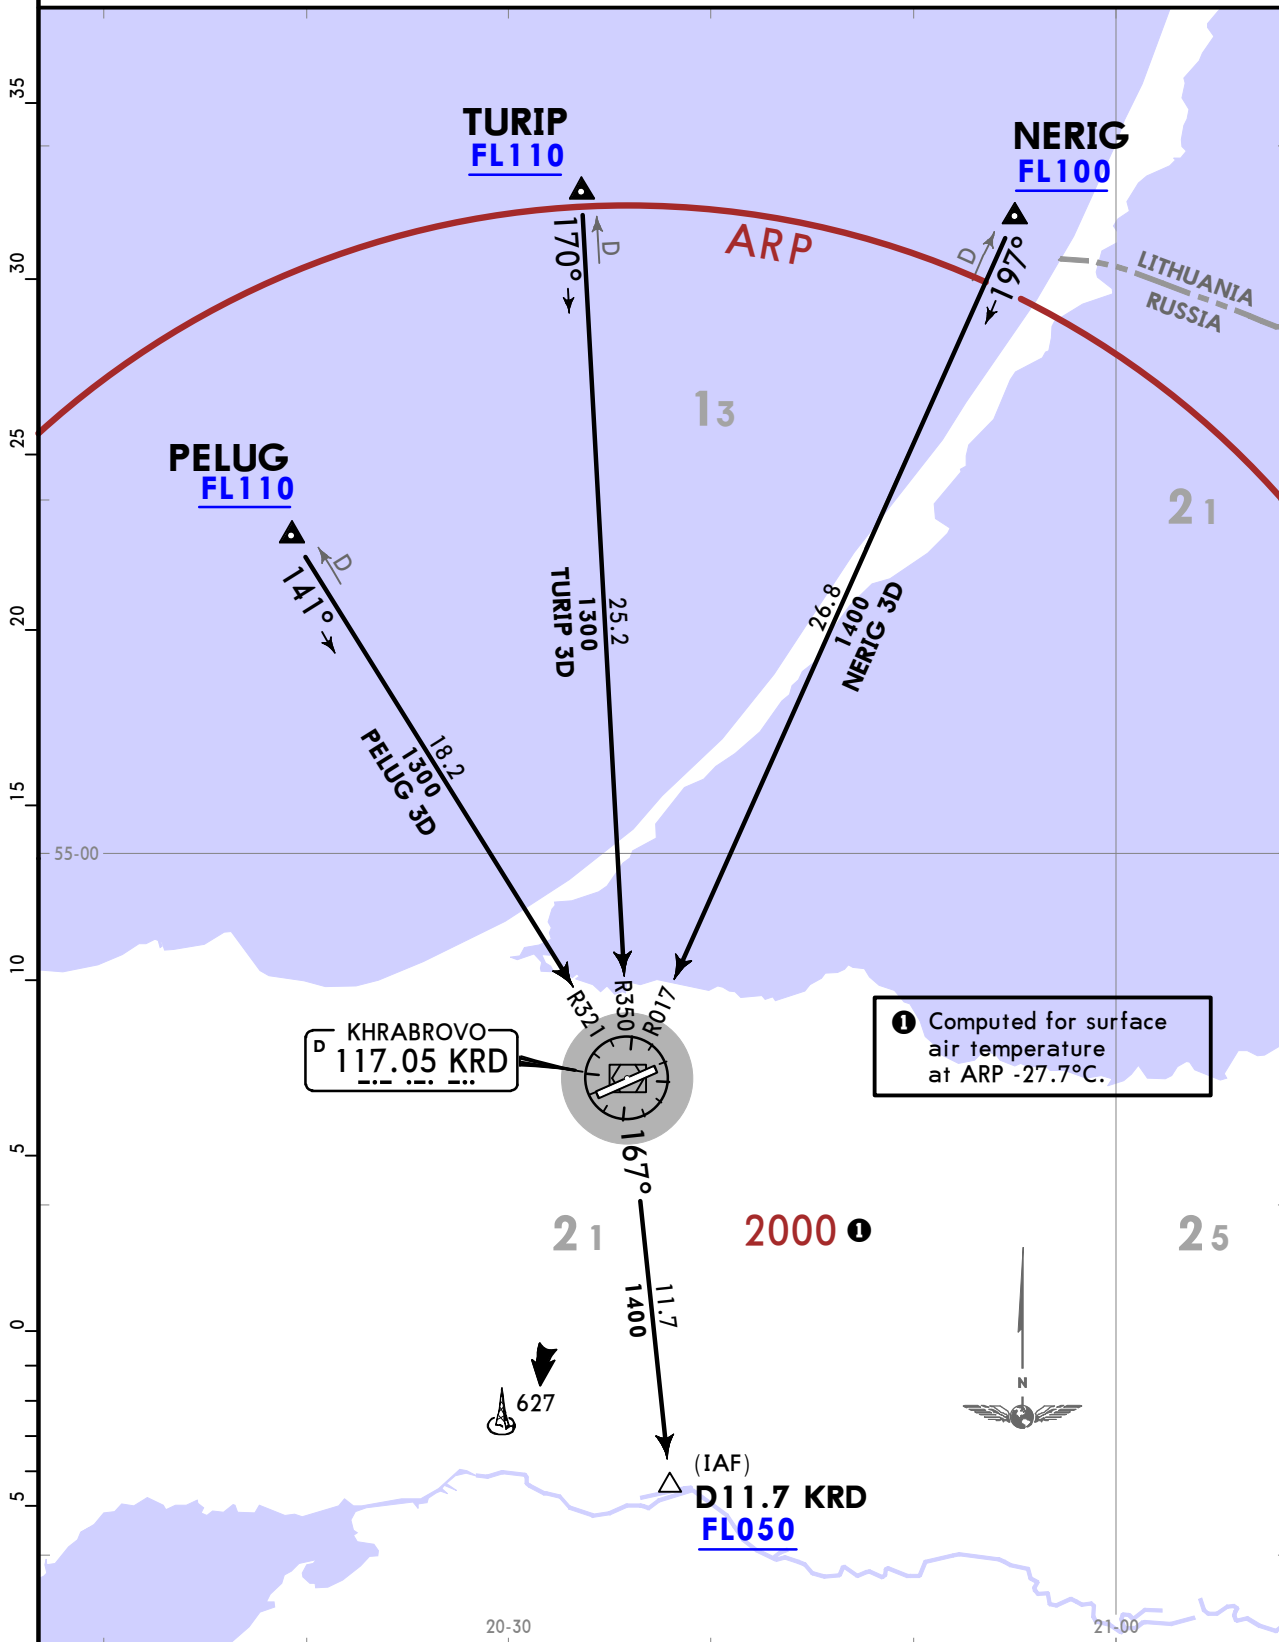 35
TURIP
FL110
NERIG
FL100
170°
D
ARP
D
197°
30
LITHUANIA
RUSSIA
13
25
PELUG
FL110
21
141°
D
20
TURIP 3D
1300
25.2
26.8
1400
NERIG 3D
PELUG 3D
1300
18.2
15
55-00
10
R321
R350
R017
KHRABROVO
D 117.05 KRD
1 Computed for surface
air temperature
at ARP -27.7°C.
5
167°
21
2000 1
25
1400
11.7
0
N
627
(IAF)
D11.7 KRD
FL050
5
20-30
21-00